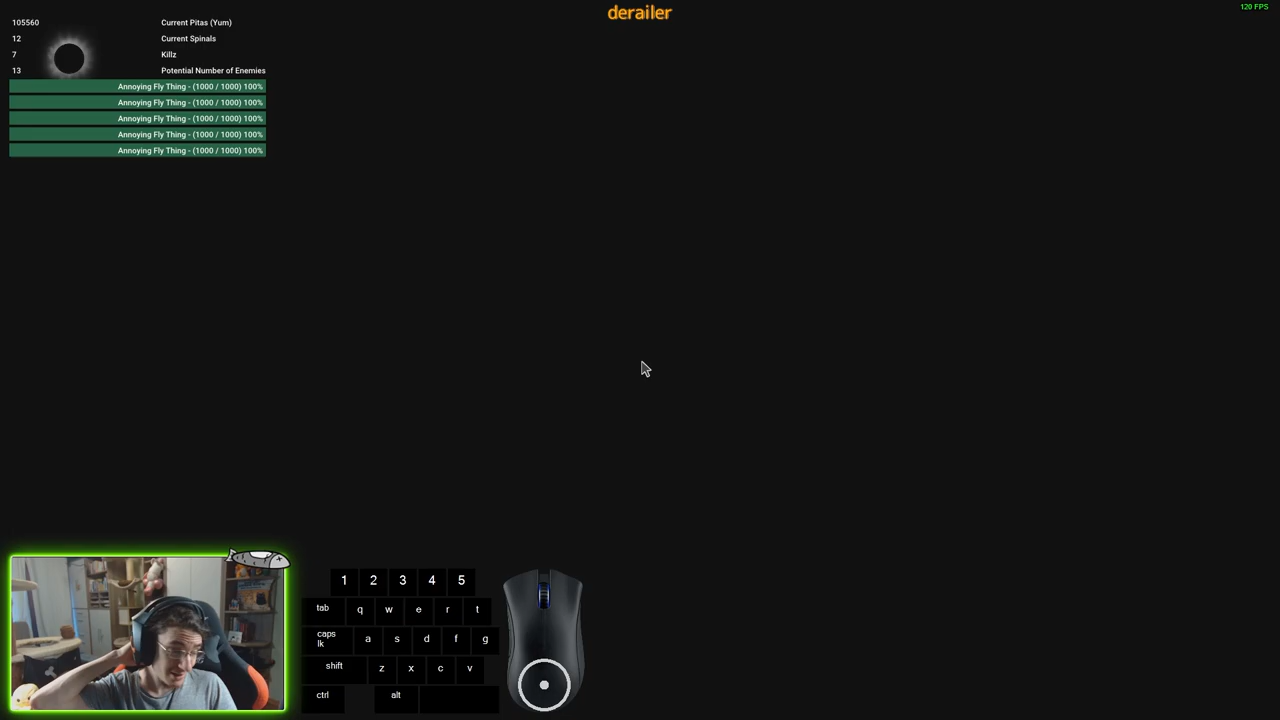 derailer
120 FPS
105560 Current Pitas (Yum)
12 Current Spinals
7 Killz
13 Potential Number of Enemies
Annoying Fly Thing - (1000 / 1000) 100%
Annoying Fly Thing - (1000 / 1000) 100%
Annoying Fly Thing - (1000 / 1000) 100%
Annoying Fly Thing - (1000 / 1000) 100%
Annoying Fly Thing - (1000 / 1000) 100%
1 2 3 4 5
tab q w e r t
caps
lk a s d f g
shift z x c v
ctrl alt